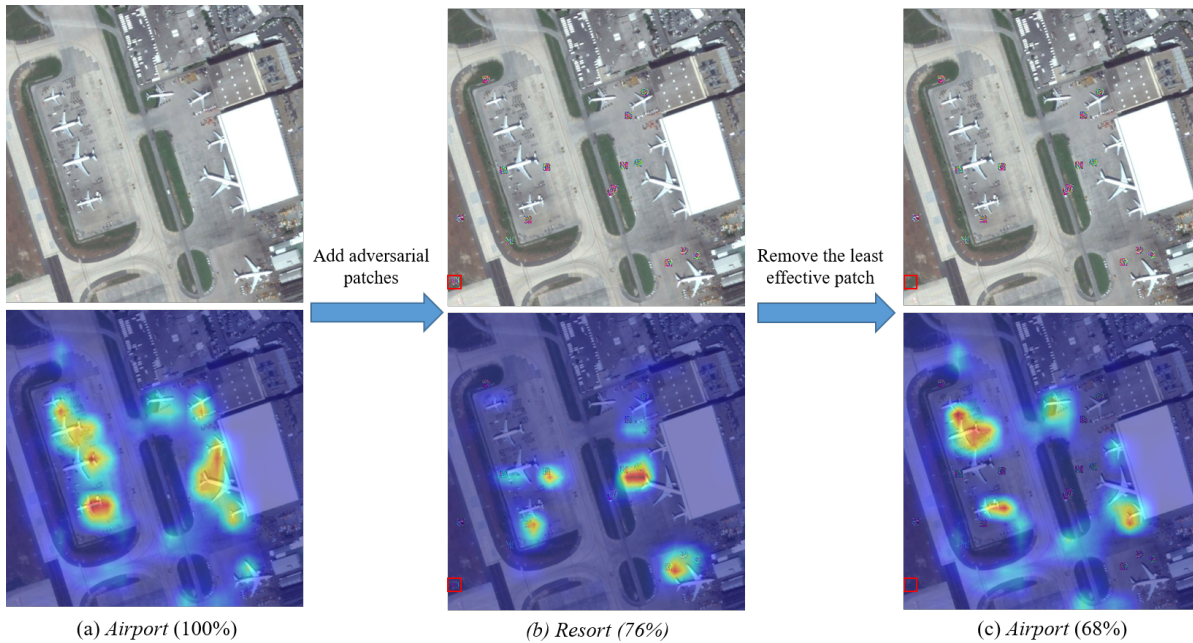 Add adversarial
patches
Remove the least
effective patch
(a) Airport (100%)
(b) Resort (76%)
(c) Airport (68%)